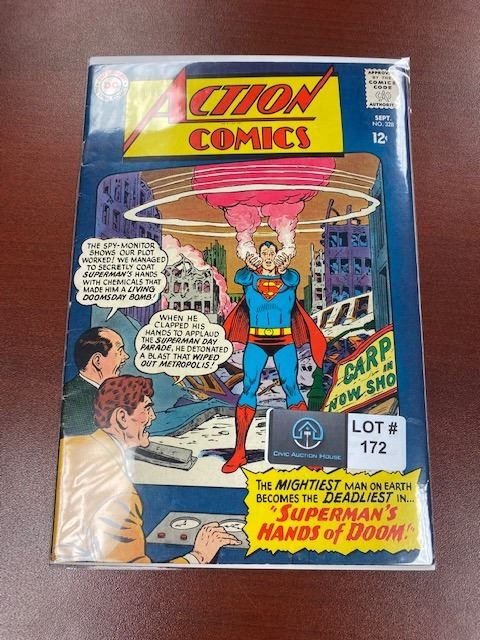 DC
ACTION
COMICS
APPROVED
BY THE
COMICS
CODE
AUTHORITY
SEPT.
NO. 328
12¢
THE SPY-MONITOR
SHOWS OUR PLOT
WORKED! WE MANAGED
TO SECRETLY COAT
SUPERMAN'S HANDS
WITH CHEMICALS THAT
MADE HIM A LIVING
DOOMSDAY BOMB!
WHEN HE
CLAPPED HIS
HANDS TO APPLAUD
THE SUPERMAN DAY
PARADE, HE DETONATED
A BLAST THAT WIPED
OUT METROPOLIS!
CARP
IN
NOW SHO
CIVIC AUCTION HOUSE
LOT #
172
THE MIGHTIEST MAN ON EARTH
BECOMES THE DEADLIEST IN...
"SUPERMAN'S
HANDS OF DOOM!"